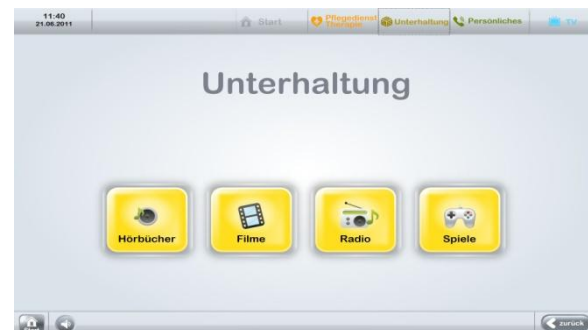 11:40
21.06.2011
Start
Pflegedienst
Therapie
Unterhaltung
Persönliches
TV
Unterhaltung
Hörbücher
Filme
Radio
Spiele
zurück